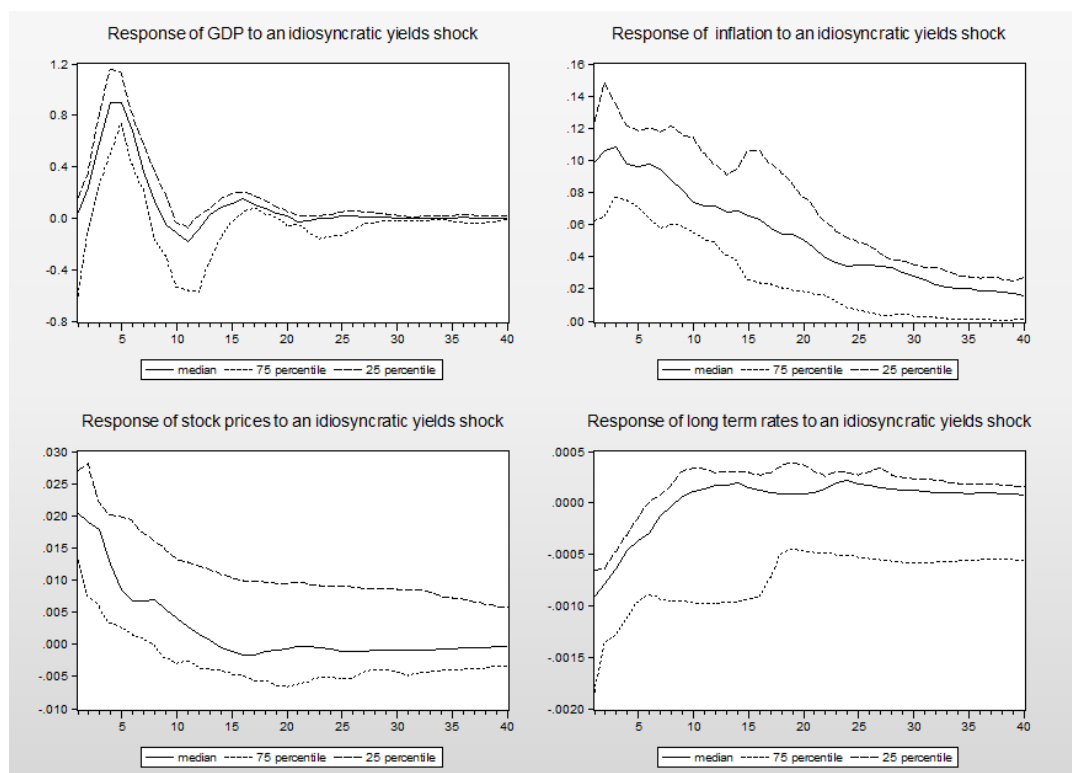 Response of GDP to an idiosyncratic yields shock
1.2
0.8
0.4
0.0
-0.4
-0.8
5 10 15 20 25 30 35 40
median 75 percentile 25 percentile
Response of inflation to an idiosyncratic yields shock
.16
.14
.12
.10
.08
.06
.04
.02
.00
5 10 15 20 25 30 35 40
median 75 percentile 25 percentile
Response of stock prices to an idiosyncratic yields shock
.030
.025
.020
.015
.010
.005
.000
-.005
-.010
5 10 15 20 25 30 35 40
median 75 percentile 25 percentile
Response of long term rates to an idiosyncratic yields shock
.0005
.0000
-.0005
-.0010
-.0015
-.0020
5 10 15 20 25 30 35 40
median 75 percentile 25 percentile